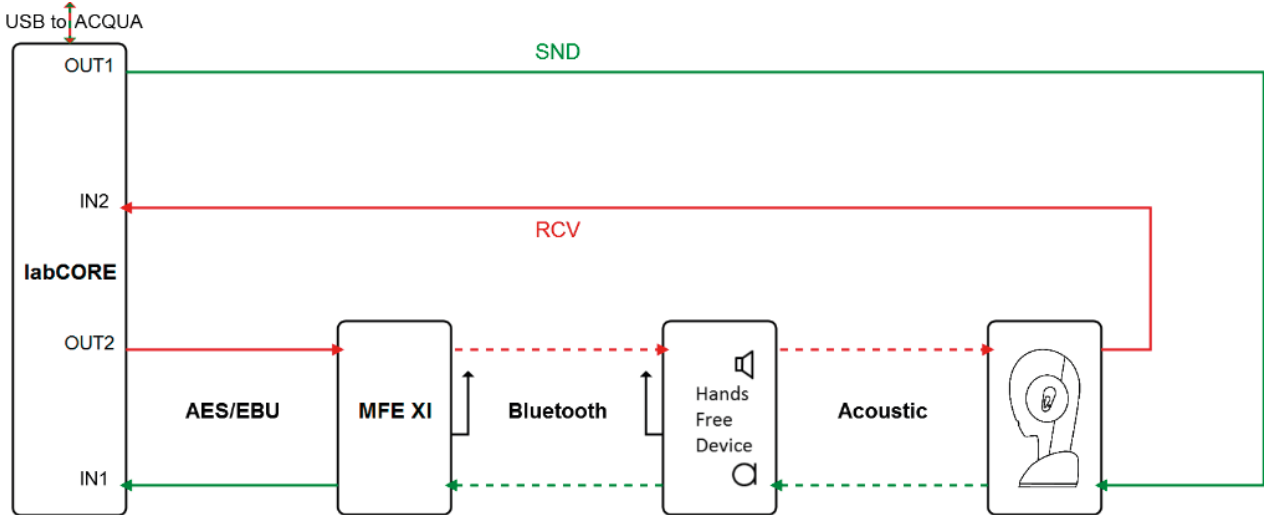 USB to ACQUA
OUT1
SND
IN2
RCV
labCORE
OUT2
AES/EBU
MFE XI
Bluetooth
Hands
Free
Device
Acoustic
IN1